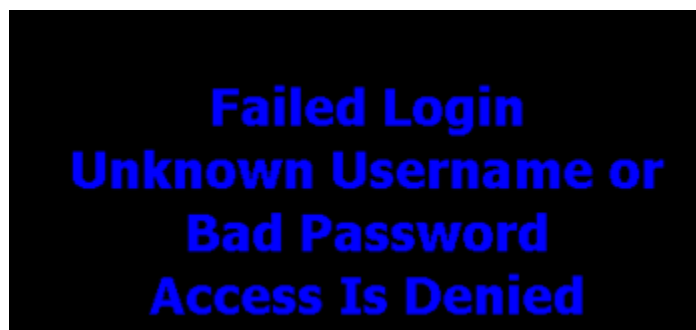 Failed Login
Unknown Username or
Bad Password
Access Is Denied